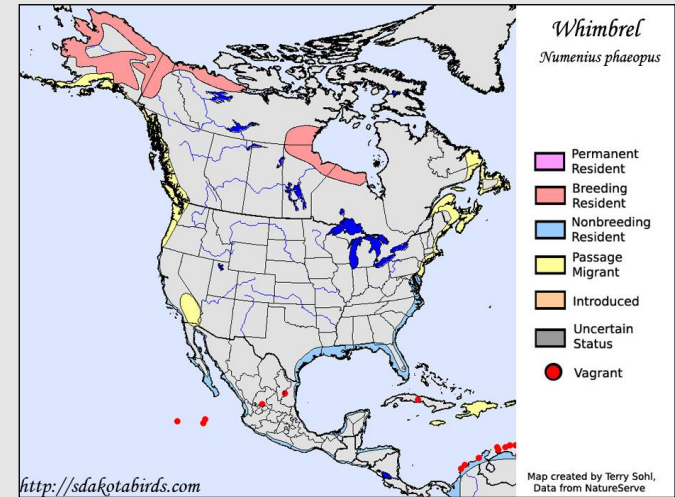 Whimbrel
Numenius phaeopus
Permanent
Resident
Breeding
Resident
Nonbreeding
Resident
Passage
Migrant
Introduced
Uncertain
Status
Vagrant
http://sdakotabirds.com
Map created by Terry Sohl,
Data from NatureServe